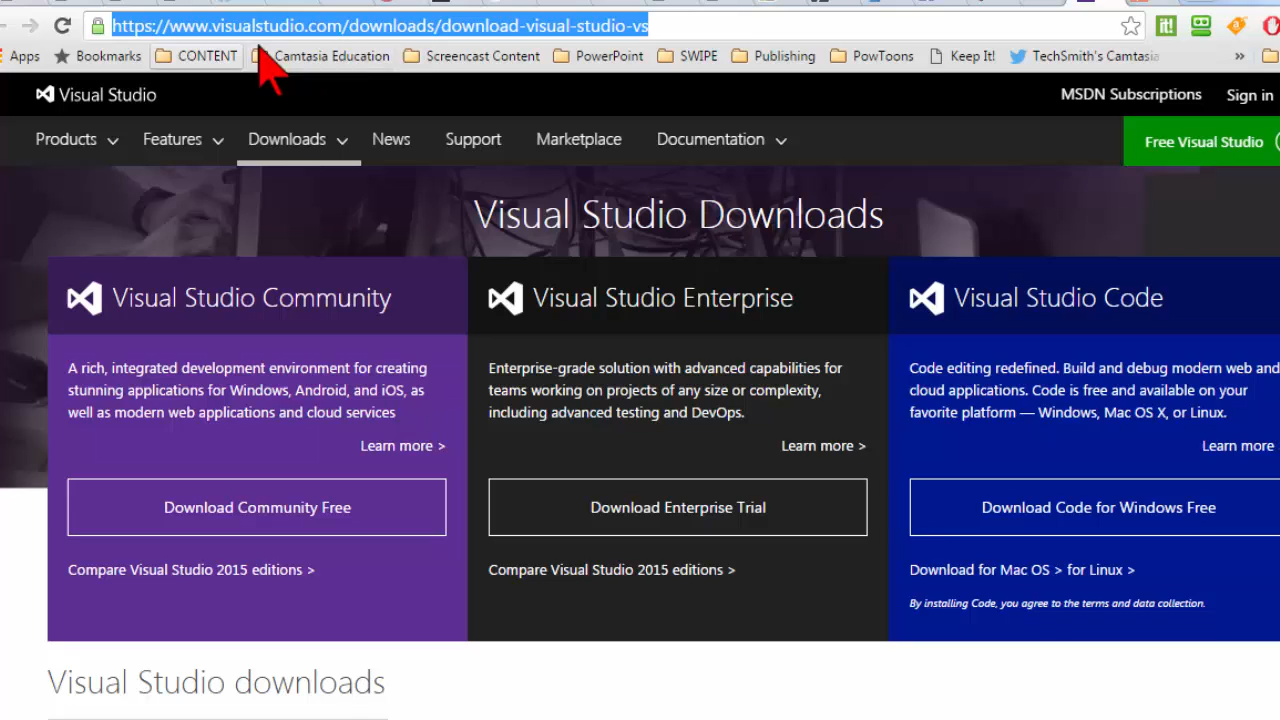 https://www.visualstudio.com/downloads/download-visual-studio-vs
Apps Bookmarks CONTENT Camtasia Education Screencast Content PowerPoint SWIPE Publishing PowToons Keep It! TechSmith's Camtasia »
Visual Studio MSDN Subscriptions Sign in
Products Features Downloads News Support Marketplace Documentation Free Visual Studio
Visual Studio Downloads
Visual Studio Community
A rich, integrated development environment for creating
stunning applications for Windows, Android, and iOS, as
well as modern web applications and cloud services
Learn more >
Download Community Free
Compare Visual Studio 2015 editions >
Visual Studio Enterprise
Enterprise-grade solution with advanced capabilities for
teams working on projects of any size or complexity,
including advanced testing and DevOps.
Learn more >
Download Enterprise Trial
Compare Visual Studio 2015 editions >
Visual Studio Code
Code editing redefined. Build and debug modern web and
cloud applications. Code is free and available on your
favorite platform — Windows, Mac OS X, or Linux.
Learn more
Download Code for Windows Free
Download for Mac OS > for Linux >
By installing Code, you agree to the terms and data collection.
Visual Studio downloads